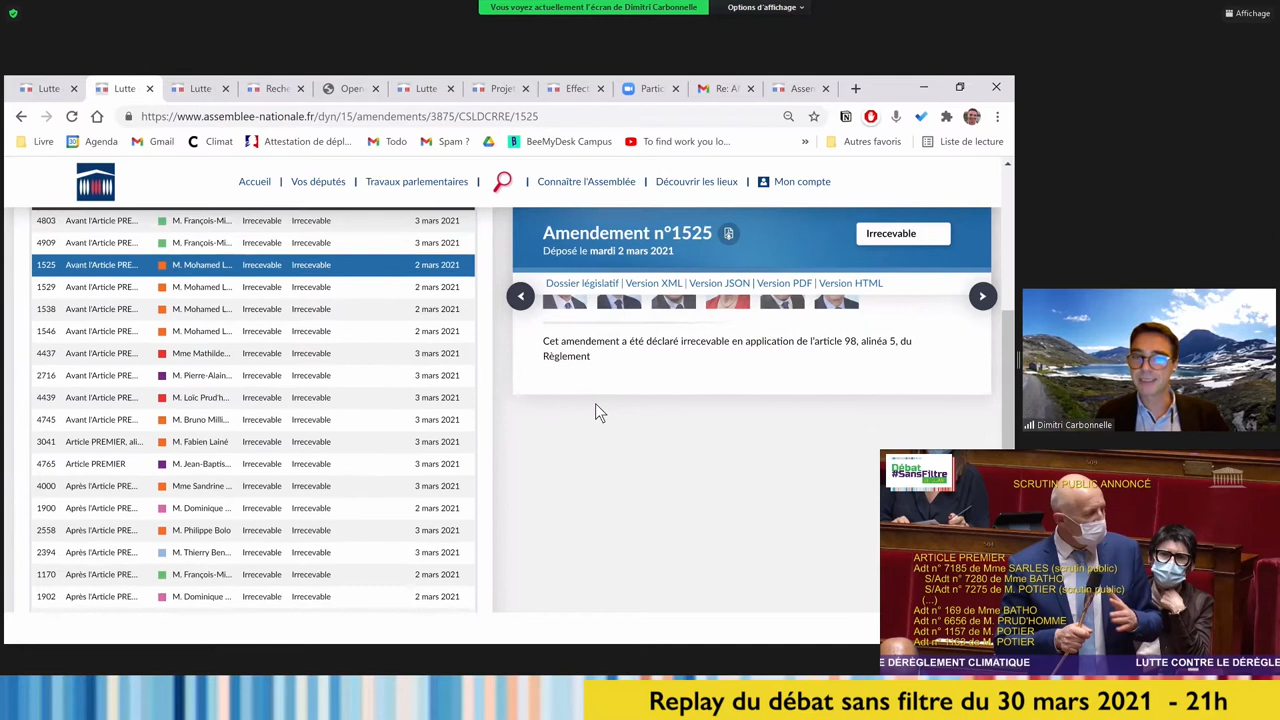 Vous voyez actuellement l'écran de Dimitri Carbonnelle
Options d'affichage
Affichage
Lutte
Lutte
Lutte
Reche
Open
Lutte
Projet
Effect
Partic
Re: A
Asser
https://www.assemblee-nationale.fr/dyn/15/amendements/3875/CSLDCRRE/1525
Livre
Agenda
Gmail
Climat
Attestation de dépl...
Todo
Spam ?
BeeMyDesk Campus
To find work you lo...
»
Autres favoris
Liste de lecture
Accueil | Vos députés | Travaux parlementaires | | Connaître l'Assemblée | Découvrir les lieux | Mon compte
4803 Avant l'Article PRE... M. François-Mi... Irrecevable Irrecevable 3 mars 2021
4909 Avant l'Article PRE... M. François-Mi... Irrecevable Irrecevable 3 mars 2021
1525 Avant l'Article PRE... M. Mohamed L... Irrecevable Irrecevable 2 mars 2021
1529 Avant l'Article PRE... M. Mohamed L... Irrecevable Irrecevable 2 mars 2021
1538 Avant l'Article PRE... M. Mohamed L... Irrecevable Irrecevable 2 mars 2021
1546 Avant l'Article PRE... M. Mohamed L... Irrecevable Irrecevable 2 mars 2021
4437 Avant l'Article PRE... Mme Mathilde... Irrecevable Irrecevable 3 mars 2021
2716 Avant l'Article PRE... M. Pierre-Alain... Irrecevable Irrecevable 3 mars 2021
4439 Avant l'Article PRE... M. Loïc Prud'h... Irrecevable Irrecevable 3 mars 2021
4745 Avant l'Article PRE... M. Bruno Milli... Irrecevable Irrecevable 3 mars 2021
3041 Article PREMIER, ali... M. Fabien Lainé Irrecevable Irrecevable 3 mars 2021
4765 Article PREMIER M. Jean-Baptis... Irrecevable Irrecevable 3 mars 2021
4000 Après l'Article PRE... Mme Sandrine ... Irrecevable Irrecevable 3 mars 2021
1900 Après l'Article PRE... M. Dominique ... Irrecevable Irrecevable 2 mars 2021
2558 Après l'Article PRE... M. Philippe Bolo Irrecevable Irrecevable 3 mars 2021
2394 Après l'Article PRE... M. Thierry Ben... Irrecevable Irrecevable 3 mars 2021
1170 Après l'Article PRE... M. François-Mi... Irrecevable Irrecevable 2 mars 2021
1902 Après l'Article PRE... M. Dominique ... Irrecevable Irrecevable 2 mars 2021
Amendement n°1525
Irrecevable
Déposé le mardi 2 mars 2021
Dossier législatif | Version XML | Version JSON | Version PDF | Version HTML
Cet amendement a été déclaré irrecevable en application de l'article 98, alinéa 5, du
Règlement
Dimitri Carbonnelle
Débat
#SansFiltre
SCRUTIN PUBLIC ANNONCÉ
ARTICLE PREMIER
Adt n° 7185 de Mme SARLES (scrutin public)
S/Adt n° 7280 de Mme BATHO
S/Adt n° 7275 de M. POTIER (scrutin public)
(...)
Adt n° 169 de Mme BATHO
Adt n° 6656 de M. PRUD'HOMME
Adt n° 1157 de M. POTIER
E DÉRÈGLEMENT CLIMATIQUE
LUTTE CONTRE LE DÉRÈGLE
Replay du débat sans filtre du 30 mars 2021 - 21h